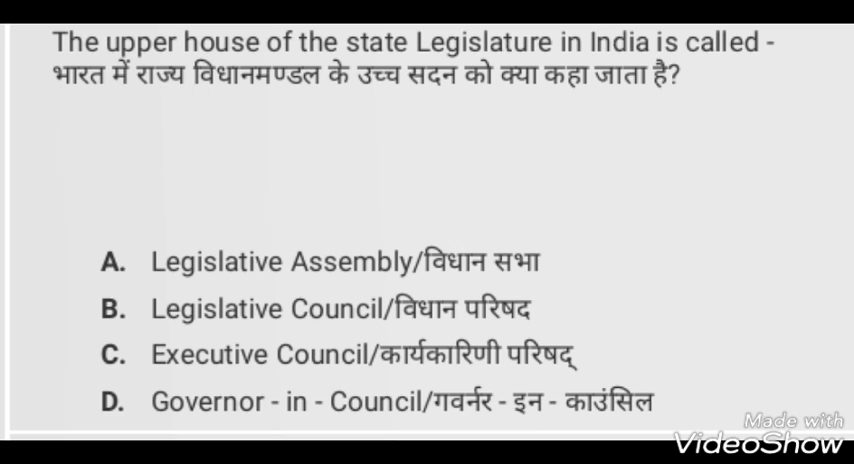 The upper house of the state Legislature in India is called -
भारत में राज्य विधानमण्डल के उच्च सदन को क्या कहा जाता है?
A. Legislative Assembly/विधान सभा
B. Legislative Council/विधान परिषद
C. Executive Council/कार्यकारिणी परिषद्
D. Governor - in - Council/गवर्नर - इन - काउंसिल
Made with
VideoShow